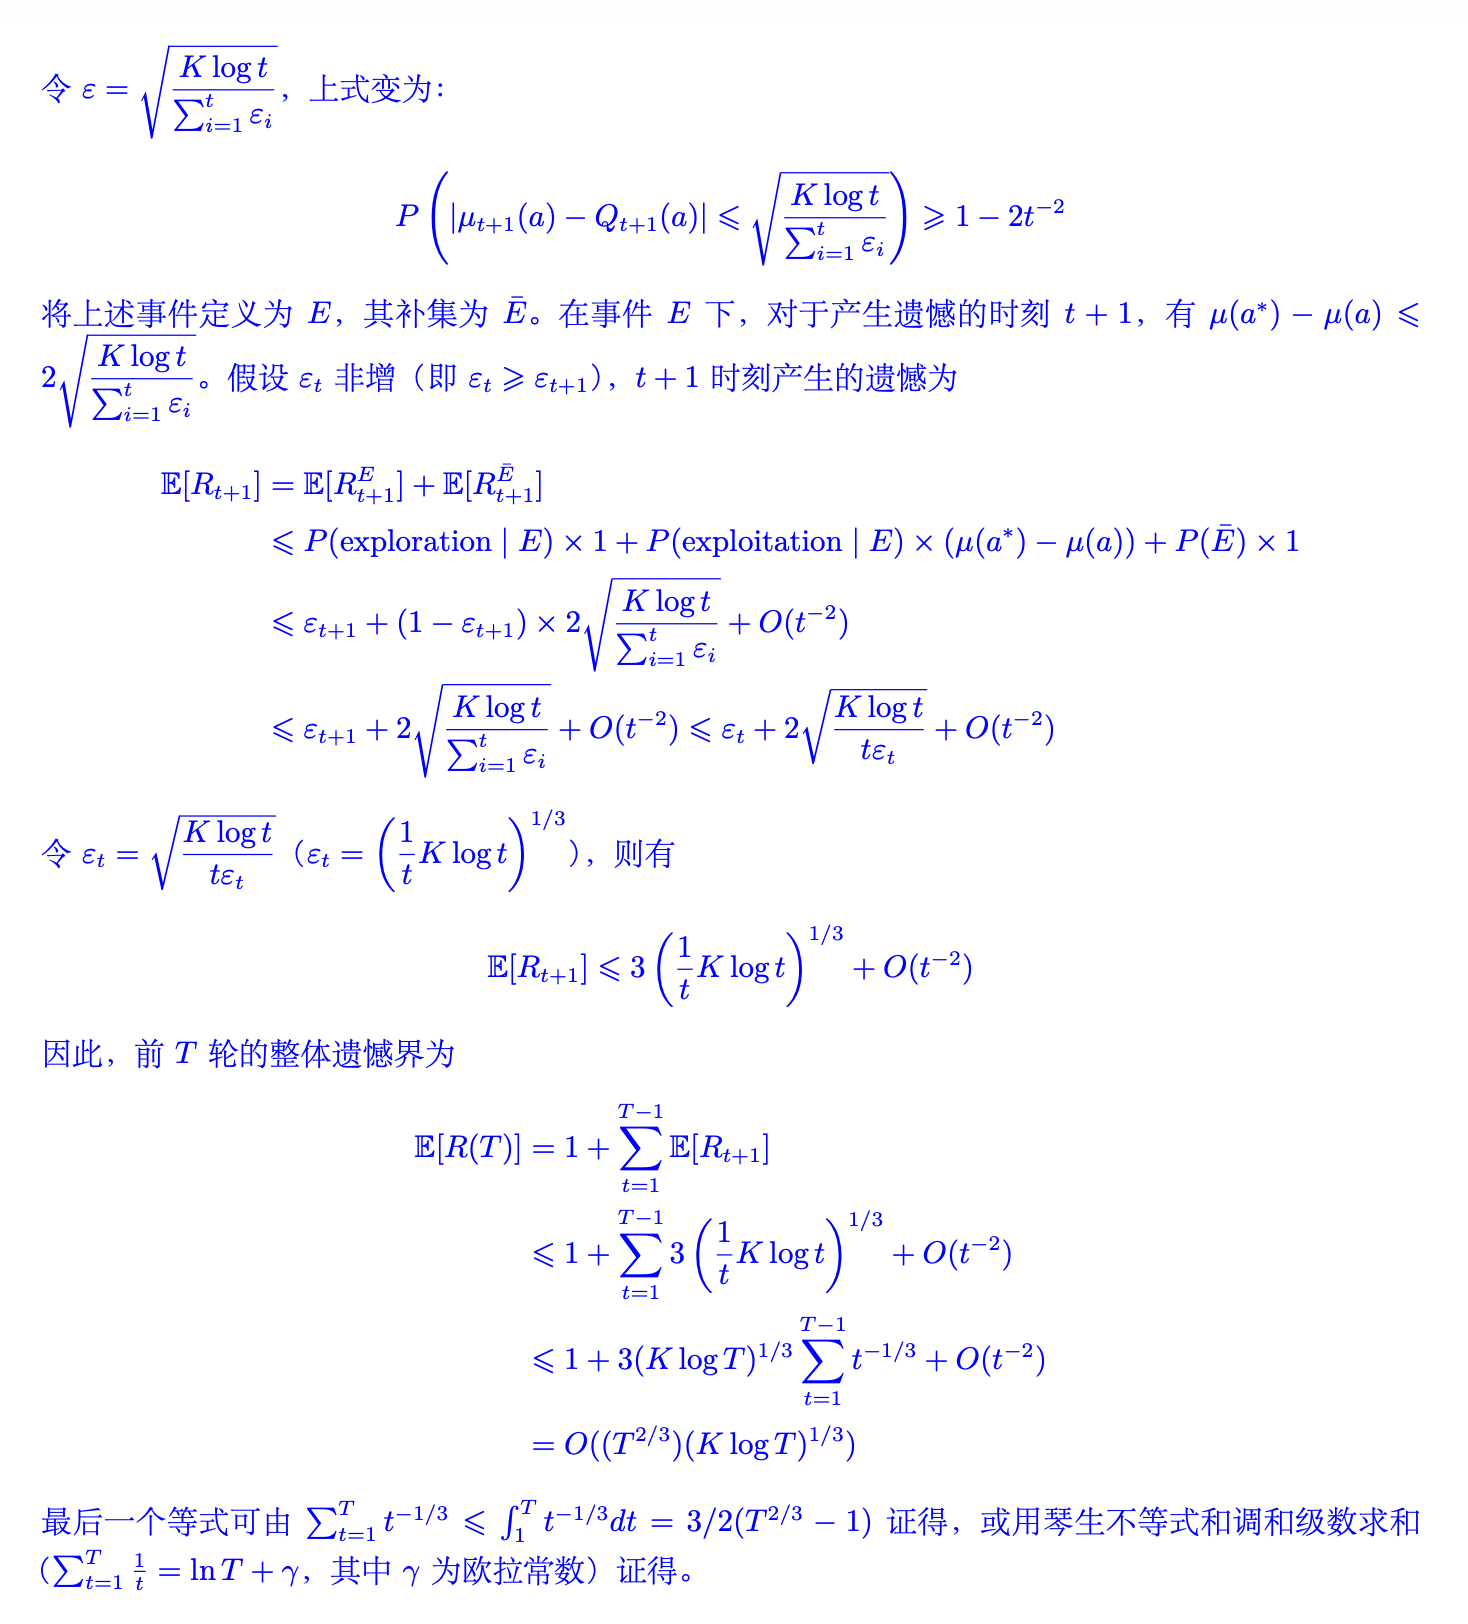 令 $\varepsilon = \sqrt{\frac{K \log t}{\sum_{i=1}^{t} \varepsilon_i}}$，上式变为：
$P\left(|\mu_{t+1}(a) - Q_{t+1}(a)| \leqslant \sqrt{\frac{K \log t}{\sum_{i=1}^{t} \varepsilon_i}}\right) \geqslant 1 - 2t^{-2}$
将上述事件定义为 $E$，其补集为 $\bar{E}$。在事件 $E$ 下，对于产生遗憾的时刻 $t+1$，有 $\mu(a^*) - \mu(a) \leqslant$
$2\sqrt{\frac{K \log t}{\sum_{i=1}^{t} \varepsilon_i}}$。假设 $\varepsilon_t$ 非增（即 $\varepsilon_t \geqslant \varepsilon_{t+1}$），$t+1$ 时刻产生的遗憾为
$\mathbb{E}[R_{t+1}] = \mathbb{E}[R_{t+1}^{E}] + \mathbb{E}[R_{t+1}^{\bar{E}}]$
$\leqslant P(\text{exploration} \mid E) \times 1 + P(\text{exploitation} \mid E) \times (\mu(a^*) - \mu(a)) + P(\bar{E}) \times 1$
$\leqslant \varepsilon_{t+1} + (1 - \varepsilon_{t+1}) \times 2\sqrt{\frac{K \log t}{\sum_{i=1}^{t} \varepsilon_i}} + O(t^{-2})$
$\leqslant \varepsilon_{t+1} + 2\sqrt{\frac{K \log t}{\sum_{i=1}^{t} \varepsilon_i}} + O(t^{-2}) \leqslant \varepsilon_t + 2\sqrt{\frac{K \log t}{t\varepsilon_t}} + O(t^{-2})$
令 $\varepsilon_t = \sqrt{\frac{K \log t}{t\varepsilon_t}}$（$\varepsilon_t = \left(\frac{1}{t} K \log t\right)^{1/3}$），则有
$\mathbb{E}[R_{t+1}] \leqslant 3\left(\frac{1}{t} K \log t\right)^{1/3} + O(t^{-2})$
因此，前 $T$ 轮的整体遗憾界为
$\mathbb{E}[R(T)] = 1 + \sum_{t=1}^{T-1} \mathbb{E}[R_{t+1}]$
$\leqslant 1 + \sum_{t=1}^{T-1} 3\left(\frac{1}{t} K \log t\right)^{1/3} + O(t^{-2})$
$\leqslant 1 + 3(K \log T)^{1/3} \sum_{t=1}^{T-1} t^{-1/3} + O(t^{-2})$
$= O((T^{2/3})(K \log T)^{1/3})$
最后一个等式可由 $\sum_{t=1}^{T} t^{-1/3} \leqslant \int_{1}^{T} t^{-1/3} dt = 3/2(T^{2/3} - 1)$ 证得，或用琴生不等式和调和级数求和
（$\sum_{t=1}^{T} \frac{1}{t} = \ln T + \gamma$，其中 $\gamma$ 为欧拉常数）证得。